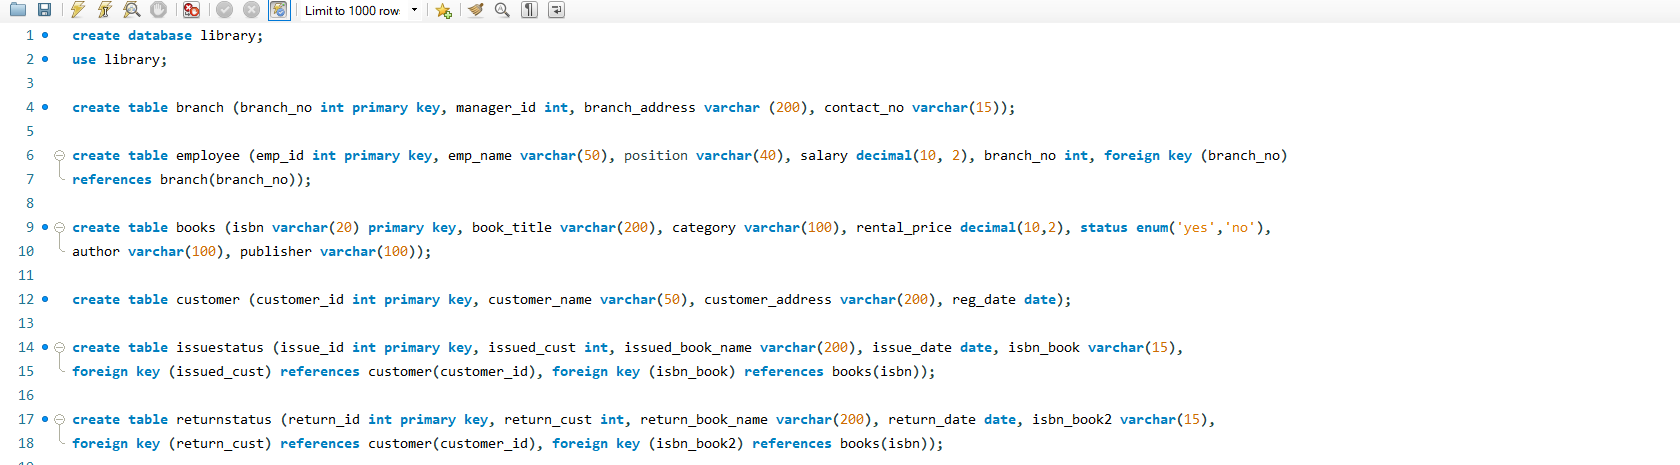 Limit to 1000 row
1 create database library;
2 use library;
3
4 create table branch (branch_no int primary key, manager_id int, branch_address varchar (200), contact_no varchar(15));
5
6 create table employee (emp_id int primary key, emp_name varchar(50), position varchar(40), salary decimal(10, 2), branch_no int, foreign key (branch_no)
7 references branch(branch_no));
8
9 create table books (isbn varchar(20) primary key, book_title varchar(200), category varchar(100), rental_price decimal(10,2), status enum('yes','no'),
10 author varchar(100), publisher varchar(100));
11
12 create table customer (customer_id int primary key, customer_name varchar(50), customer_address varchar(200), reg_date date);
13
14 create table issuestatus (issue_id int primary key, issued_cust int, issued_book_name varchar(200), issue_date date, isbn_book varchar(15),
15 foreign key (issued_cust) references customer(customer_id), foreign key (isbn_book) references books(isbn));
16
17 create table returnstatus (return_id int primary key, return_cust int, return_book_name varchar(200), return_date date, isbn_book2 varchar(15),
18 foreign key (return_cust) references customer(customer_id), foreign key (isbn_book2) references books(isbn));